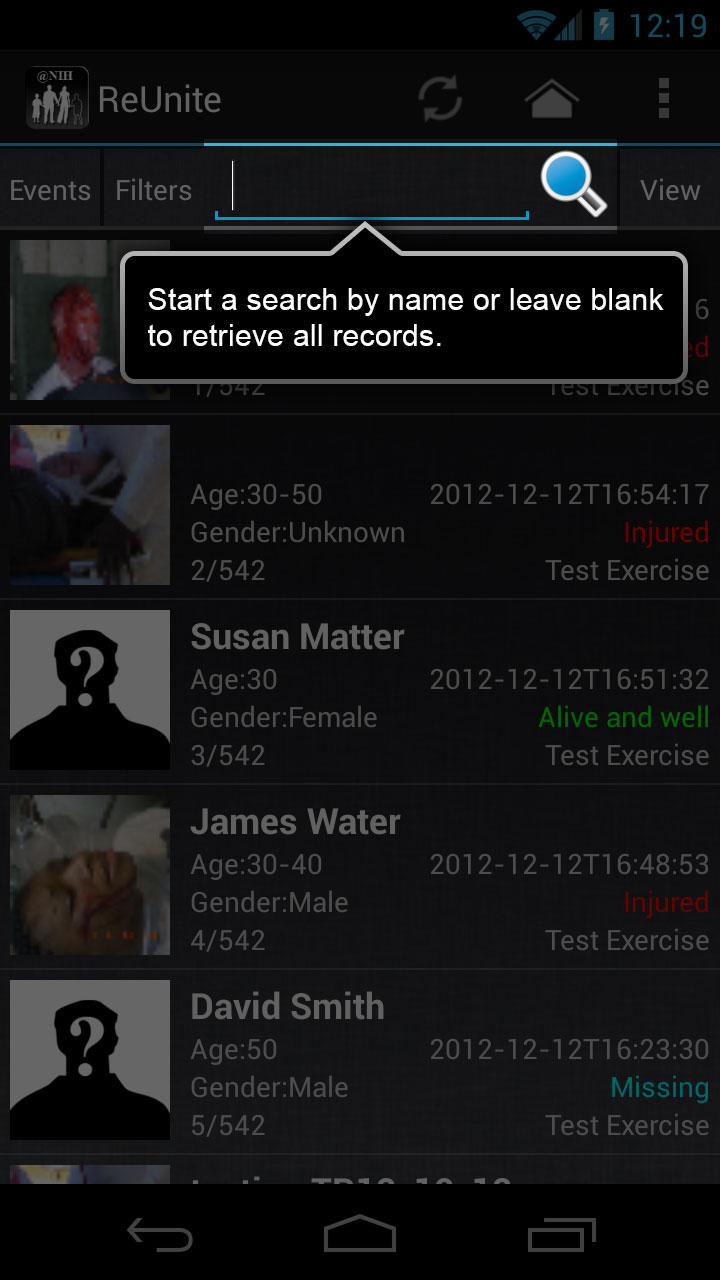 12:19
@NIH
ReUnite
Events Filters View
Start a search by name or leave blank
to retrieve all records.
6
ed
1/542 Test Exercise
Age:30-50 2012-12-12T16:54:17
Gender:Unknown Injured
2/542 Test Exercise
Susan Matter
Age:30 2012-12-12T16:51:32
Gender:Female Alive and well
3/542 Test Exercise
James Water
Age:30-40 2012-12-12T16:48:53
Gender:Male Injured
4/542 Test Exercise
David Smith
Age:50 2012-12-12T16:23:30
Gender:Male Missing
5/542 Test Exercise